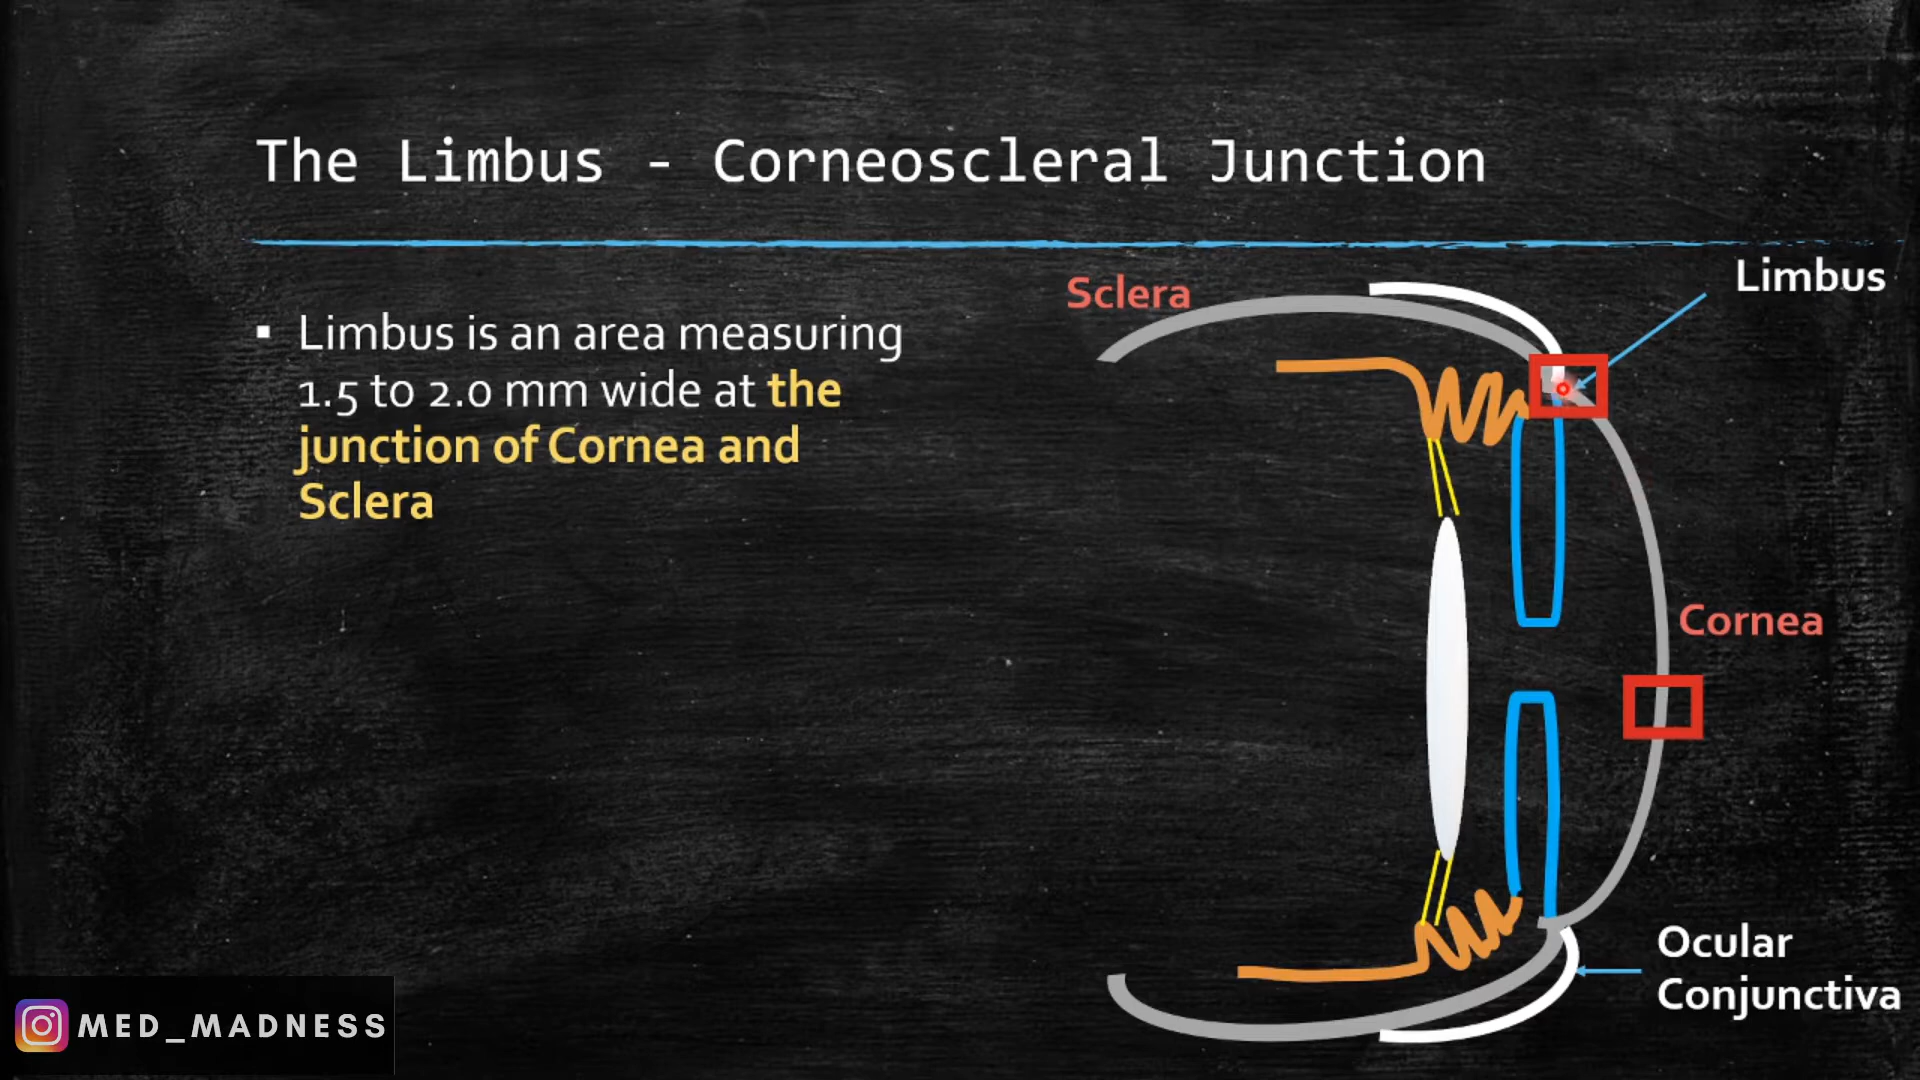 The Limbus - Corneoscleral Junction
Limbus
Sclera
▪ Limbus is an area measuring
1.5 to 2.0 mm wide at the
junction of Cornea and
Sclera
Cornea
Ocular
Conjunctiva
MED_MADNESS